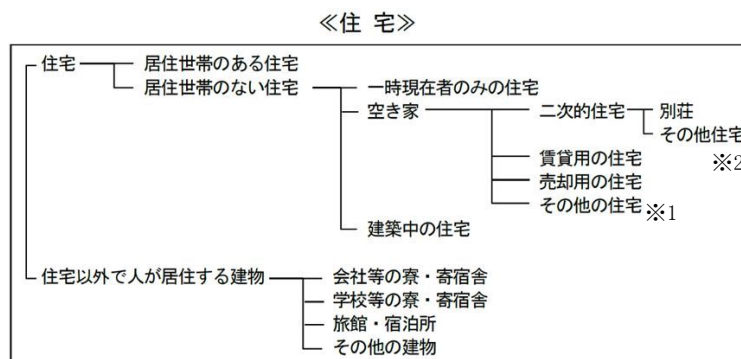 ≪住 宅≫
住宅 居住世帯のある住宅
居住世帯のない住宅 一時現在者のみの住宅
空き家 二次的住宅 別荘
その他住宅
※2
賃貸用の住宅
売却用の住宅
その他の住宅 ※1
建築中の住宅
住宅以外で人が居住する建物 会社等の寮・寄宿舎
学校等の寮・寄宿舎
旅館・宿泊所
その他の建物